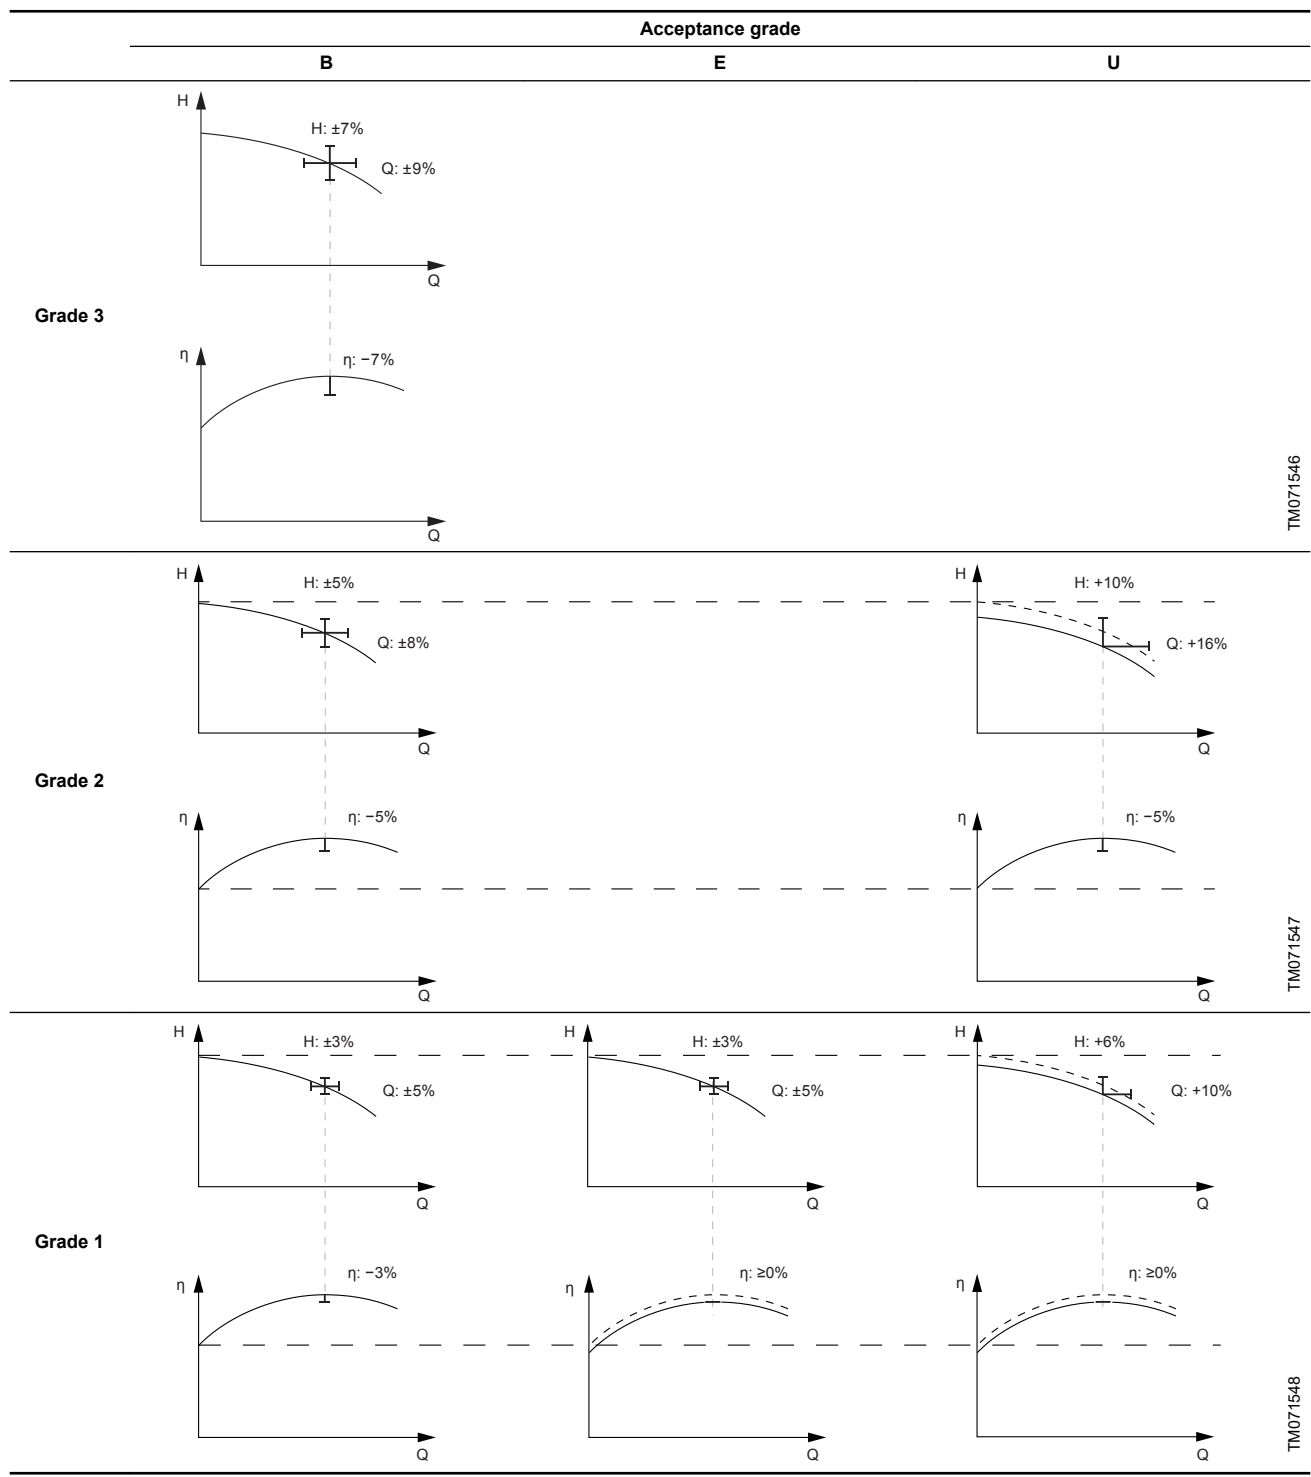 Acceptance grade
B E U
H
H: ±7%
Q: ±9%
Q
Grade 3
η
η: −7%
Q
TM071546
H
H: ±5%
Q: ±8%
Q
H
H: +10%
Q: +16%
Q
Grade 2
η
η: −5%
Q
η
η: −5%
Q
TM071547
H
H: ±3%
Q: ±5%
Q
H
H: ±3%
Q: ±5%
Q
H
H: +6%
Q: +10%
Q
Grade 1
η
η: −3%
Q
η
η: ≥0%
Q
η
η: ≥0%
Q
TM071548